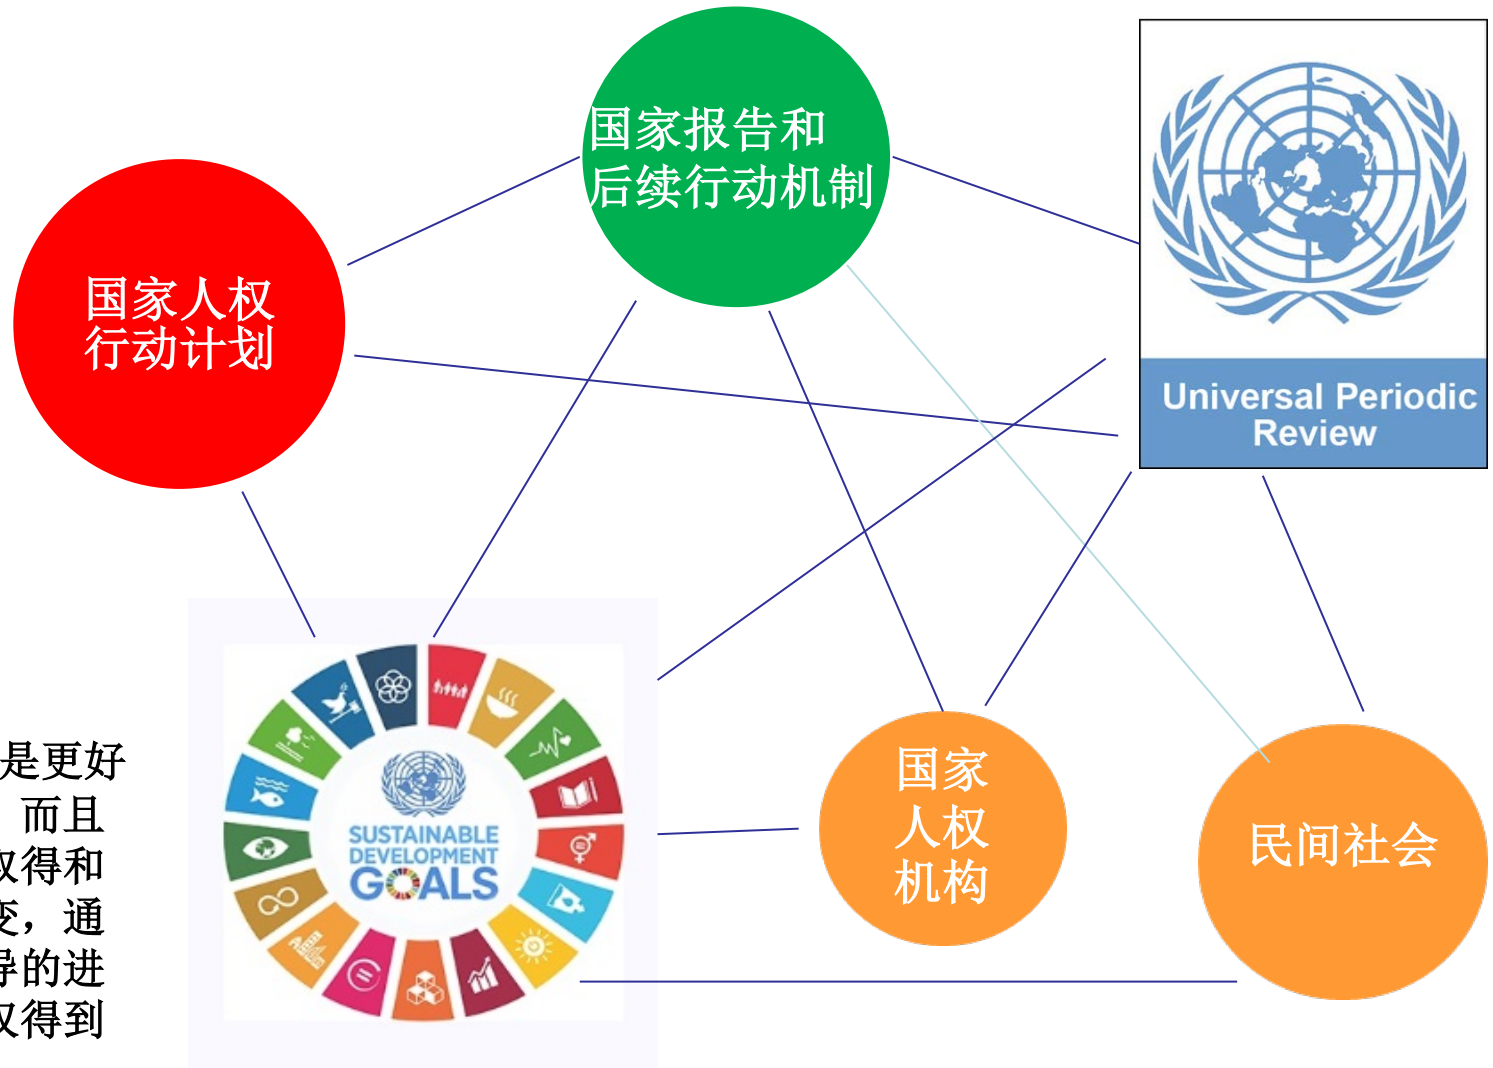 国家报告和
后续行动机制
国家人权
行动计划
Universal Periodic
Review
SUSTAINABLE
DEVELOPMENT
GOALS
国家
人权
机构
民间社会
是更好
而且
取得和
变，通
导的进
又得到